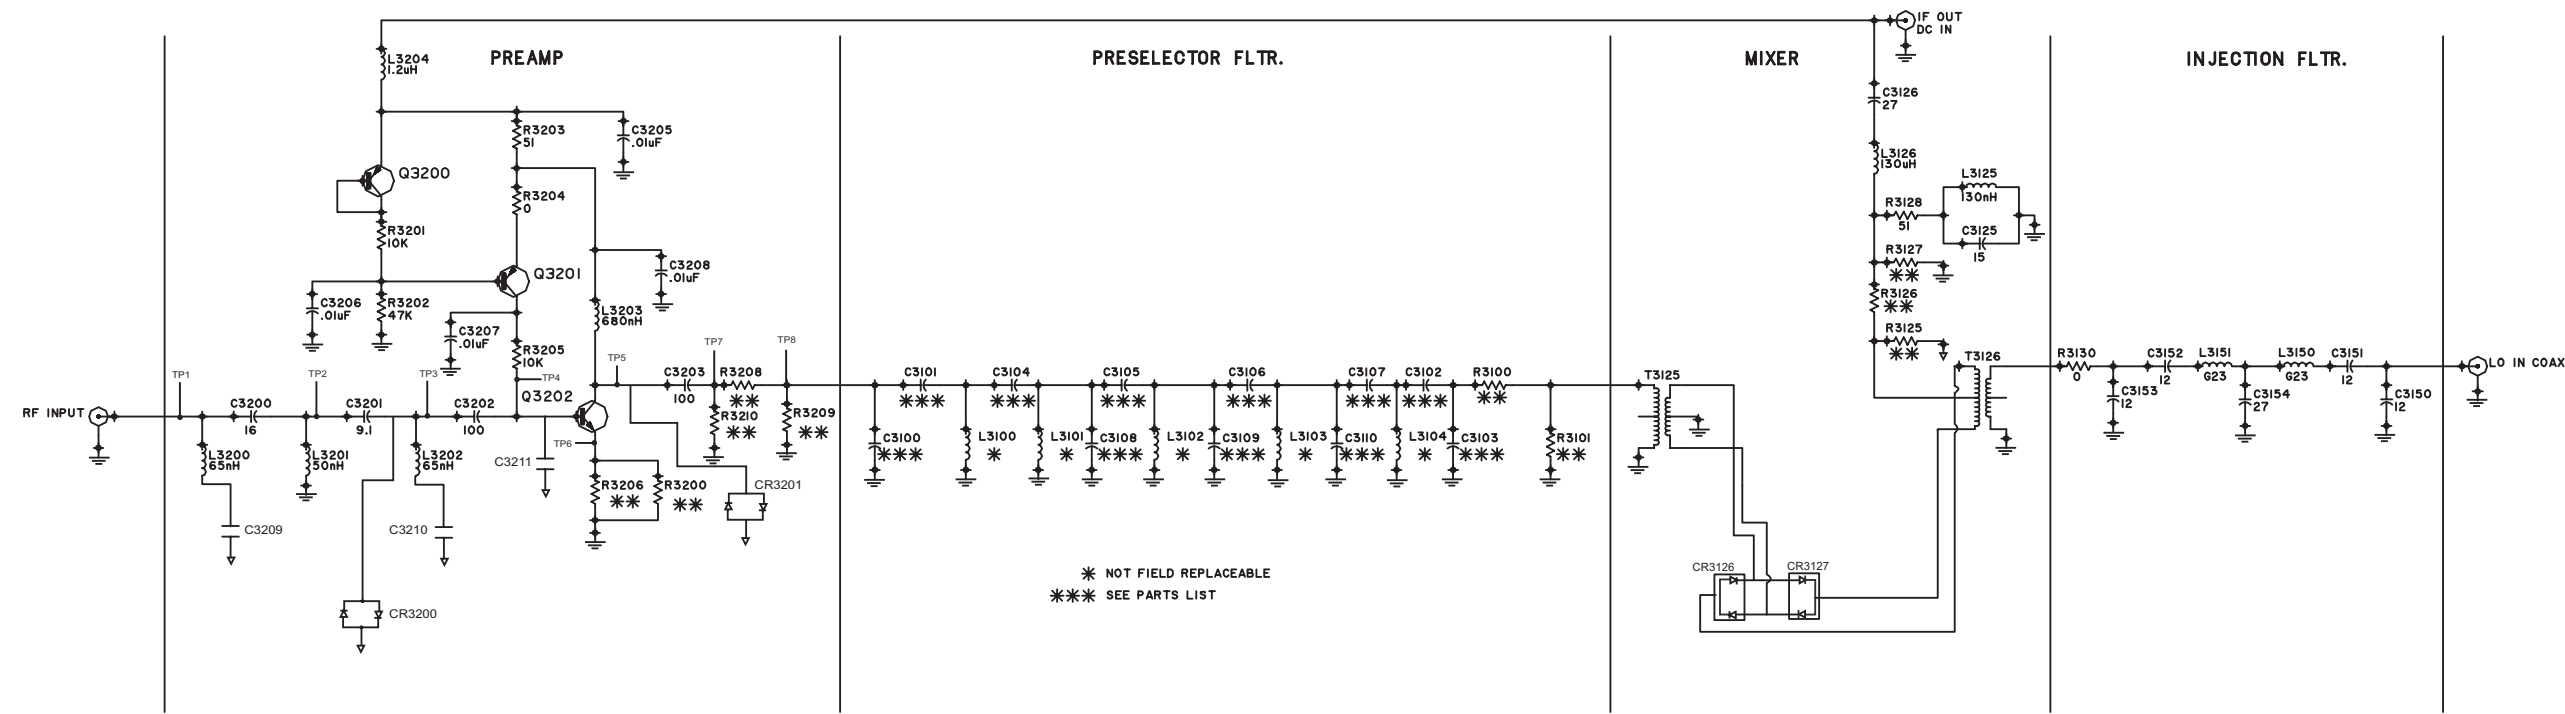 IF OUT
DC IN
PREAMP
PRESELECTOR FLTR.
MIXER
INJECTION FLTR.
L3204
1.2uH
R3203
51
C3205
.01uF
Q3200
R3204
0
R3201
10K
Q3201
C3208
.01uF
C3206
.01uF
R3202
47K
L3203
680nH
C3207
.01uF
R3205
10K
C3126
27
L3126
130uH
L3125
130nH
R3128
51
C3125
15
R3127
**
R3126
**
R3125
**
T3126
TP1
TP2
TP3
TP4
TP5
TP6
TP7
TP8
RF INPUT
C3200
16
C3201
9.1
C3202
100
Q3202
C3203
100
R3208
**
R3210
**
R3209
**
L3200
65nH
L3201
50nH
L3202
65nH
C3211
R3206
**
R3200
**
CR3201
C3209
C3210
CR3200
C3101
***
C3104
***
C3105
***
C3106
***
C3107
***
C3102
***
R3100
**
C3100
***
L3100
*
L3101
*
C3108
***
L3102
*
C3109
***
L3103
*
C3110
***
L3104
*
C3103
***
R3101
**
T3125
CR3126
CR3127
R3130
0
C3152
12
L3151
G23
L3150
G23
C3151
12
LO IN COAX
C3153
12
C3154
27
C3150
12
* NOT FIELD REPLACEABLE
*** SEE PARTS LIST